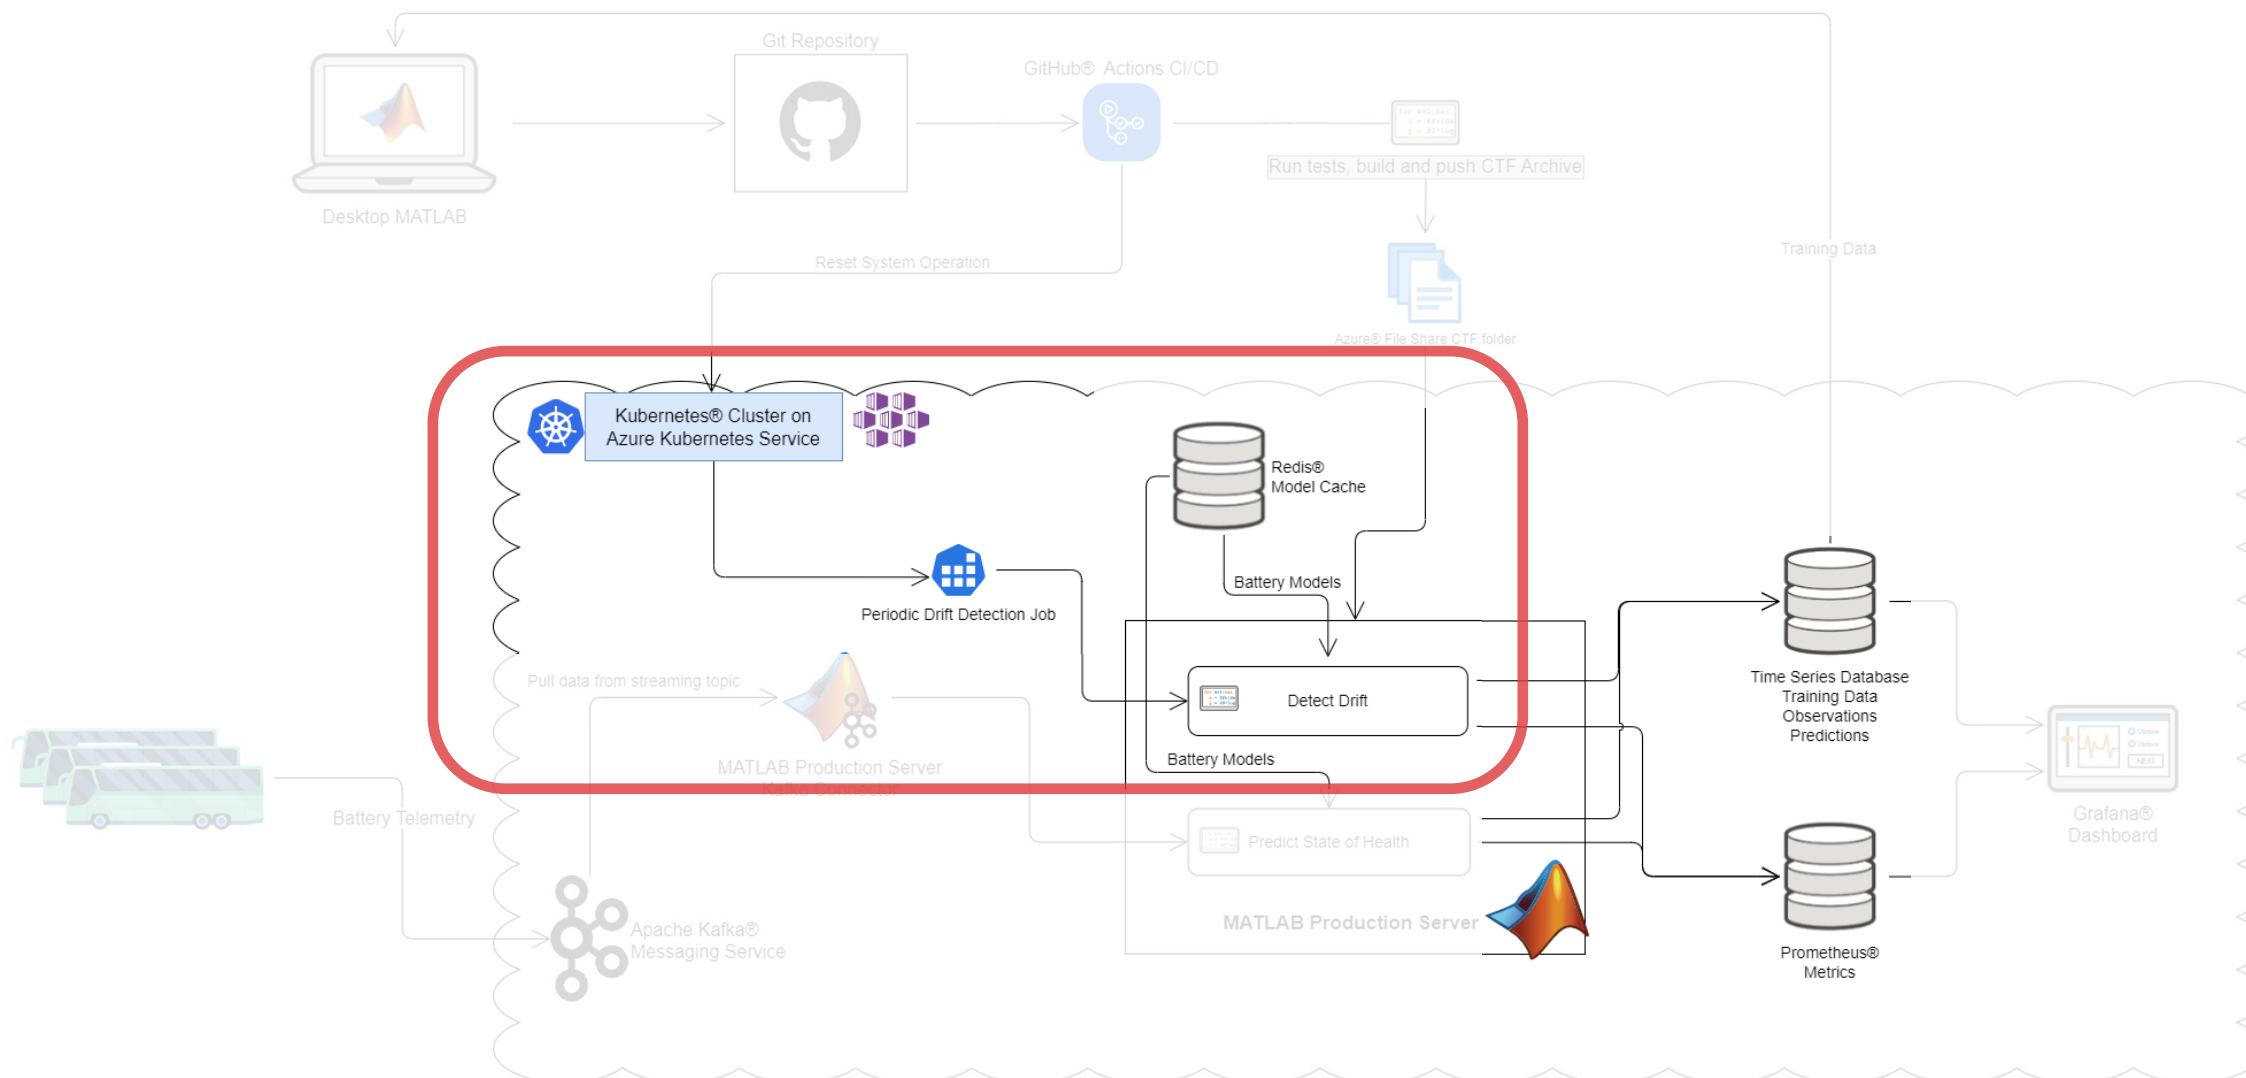 Git Repository
GitHub® Actions CI/CD
Run tests, build and push CTF Archive
Desktop MATLAB
Training Data
Reset System Operation
Azure® File Share CTF folder
Kubernetes® Cluster on
Azure Kubernetes Service
Redis®
Model Cache
Battery Models
Periodic Drift Detection Job
Pull data from streaming topic
Detect Drift
Time Series Database
Training Data
Observations
Predictions
Battery Models
MATLAB Production Server
Kafka Connector
Battery Telemetry
Predict State of Health
Options
Options
NEXT
Grafana®
Dashboard
MATLAB Production Server
Apache Kafka®
Messaging Service
Prometheus®
Metrics